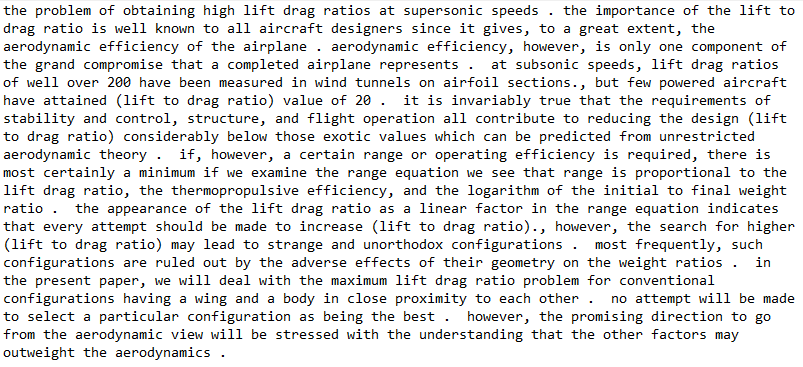 the problem of obtaining high lift drag ratios at supersonic speeds . the importance of the lift to
drag ratio is well known to all aircraft designers since it gives, to a great extent, the
aerodynamic efficiency of the airplane . aerodynamic efficiency, however, is only one component of
the grand compromise that a completed airplane represents .  at subsonic speeds, lift drag ratios
of well over 200 have been measured in wind tunnels on airfoil sections., but few powered aircraft
have attained (lift to drag ratio) value of 20 .  it is invariably true that the requirements of
stability and control, structure, and flight operation all contribute to reducing the design (lift
to drag ratio) considerably below those exotic values which can be predicted from unrestricted
aerodynamic theory .  if, however, a certain range or operating efficiency is required, there is
most certainly a minimum if we examine the range equation we see that range is proportional to the
lift drag ratio, the thermopropulsive efficiency, and the logarithm of the initial to final weight
ratio .  the appearance of the lift drag ratio as a linear factor in the range equation indicates
that every attempt should be made to increase (lift to drag ratio)., however, the search for higher
(lift to drag ratio) may lead to strange and unorthodox configurations .  most frequently, such
configurations are ruled out by the adverse effects of their geometry on the weight ratios .  in
the present paper, we will deal with the maximum lift drag ratio problem for conventional
configurations having a wing and a body in close proximity to each other .  no attempt will be made
to select a particular configuration as being the best .  however, the promising direction to go
from the aerodynamic view will be stressed with the understanding that the other factors may
outweight the aerodynamics .